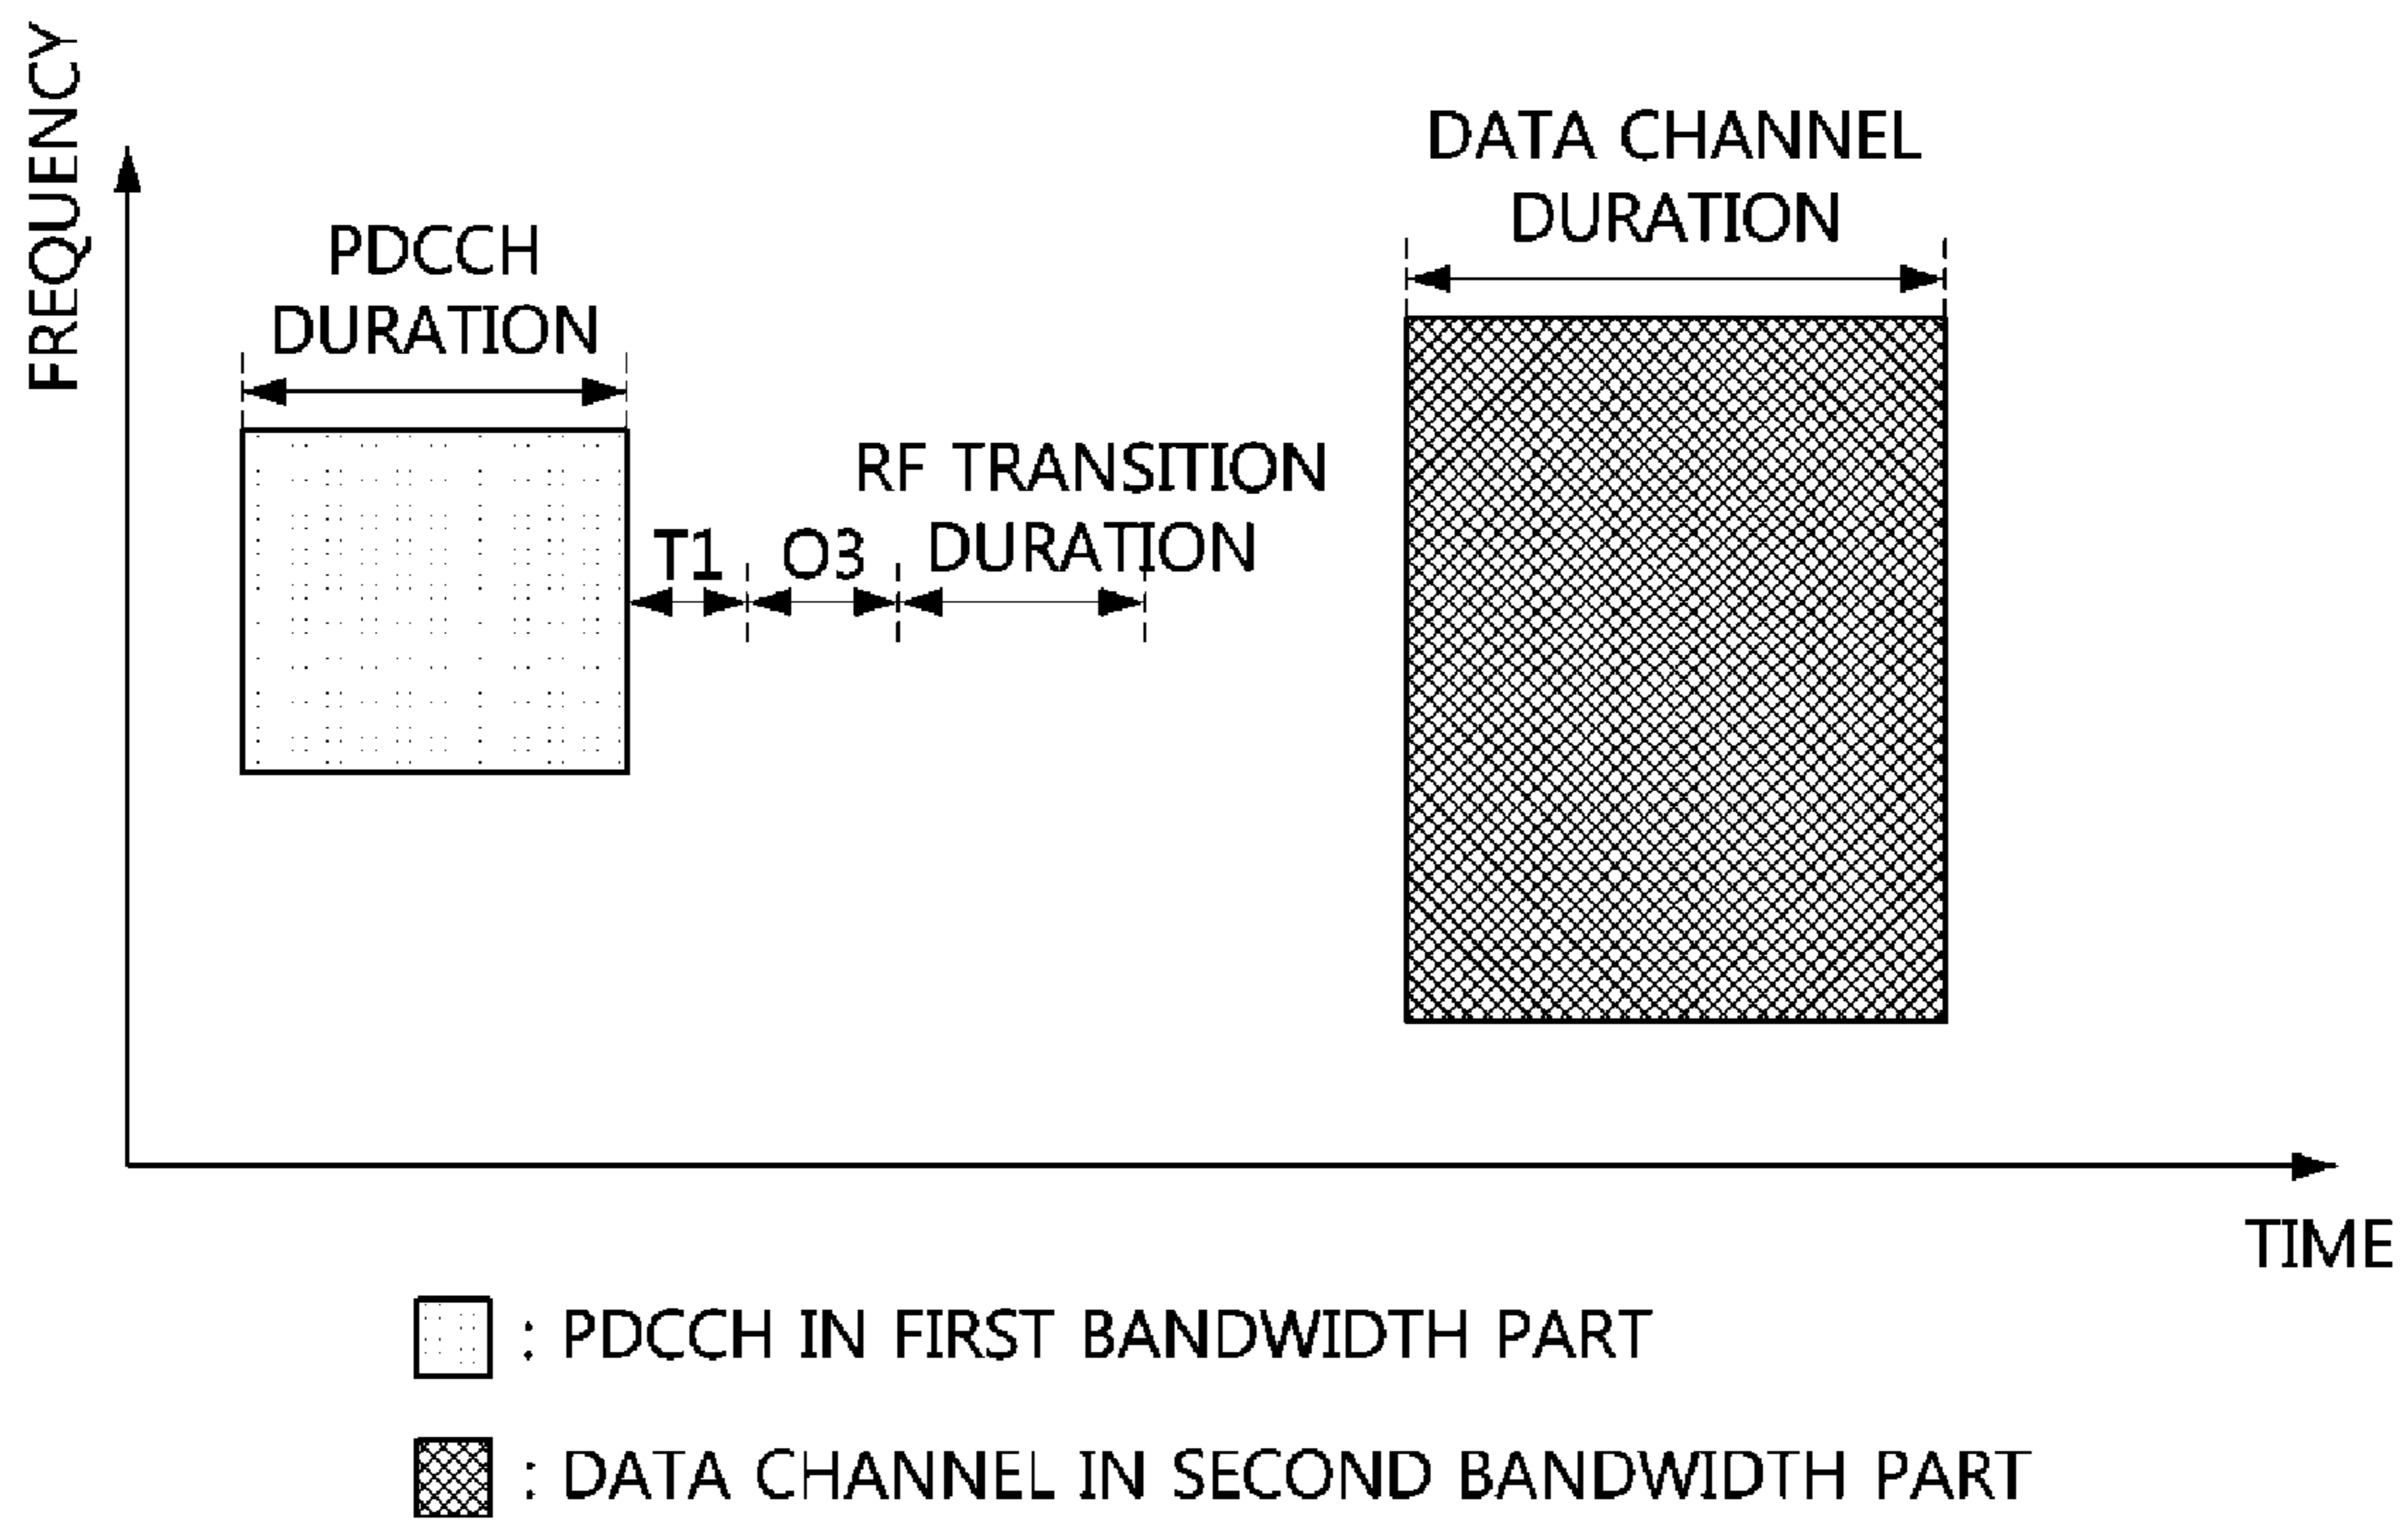 FREQUENCY
DATA CHANNEL
DURATION
PDCCH
DURATION
RF TRANSITION
DURATION
T1
O3
TIME
: PDCCH IN FIRST BANDWIDTH PART
: DATA CHANNEL IN SECOND BANDWIDTH PART